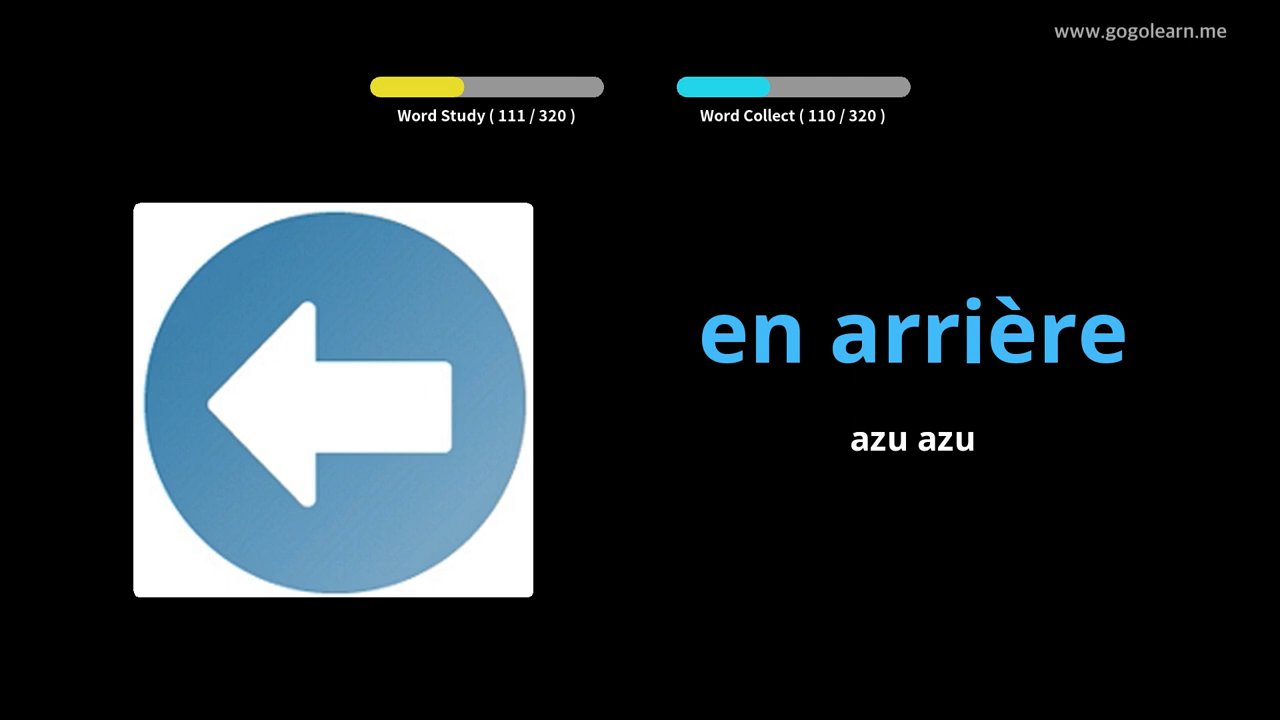 www.gogolearn.me
Word Study ( 111 / 320 )
Word Collect ( 110 / 320 )
en arrière
azu azu